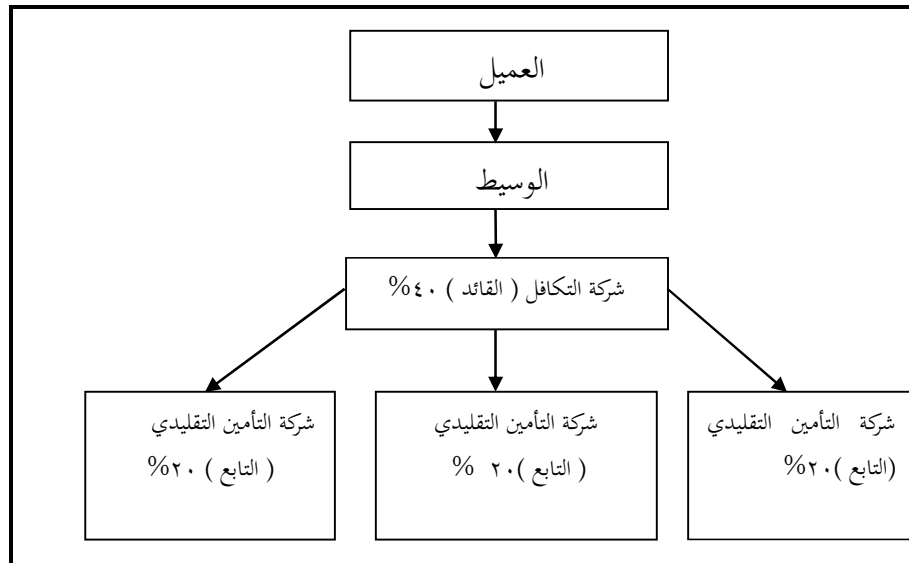 العميل
الوسيط
شركة التكافل ( القائد ) ٤٠%
شركة التأمين التقليدي
(التابع )٢٠%
شركة التأمين التقليدي
( التابع )٢٠ %
شركة التأمين التقليدي
( التابع ) ٢٠%